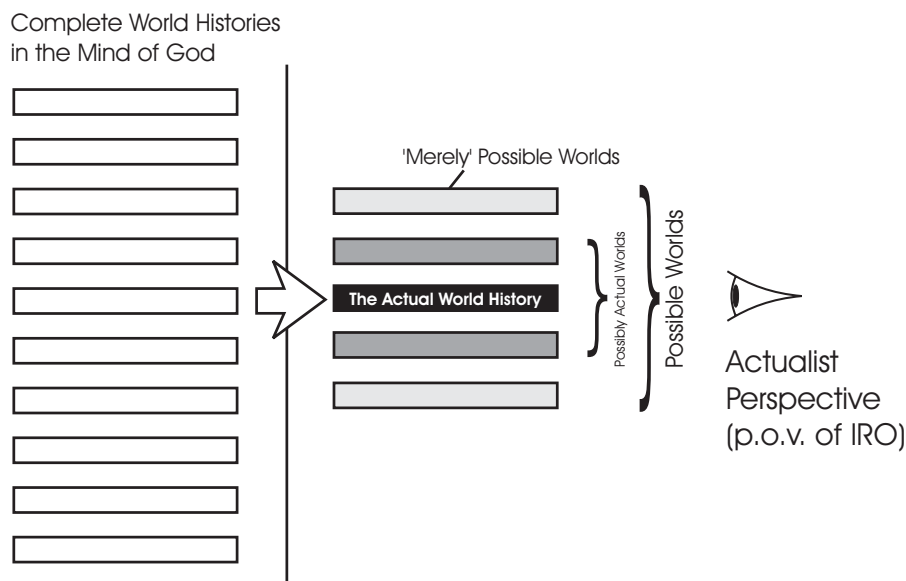 Complete World Histories
in the Mind of God
'Merely' Possible Worlds
The Actual World History
Possibly Actual Worlds
Possible Worlds
Actualist
Perspective
(p.o.v. of IRO)